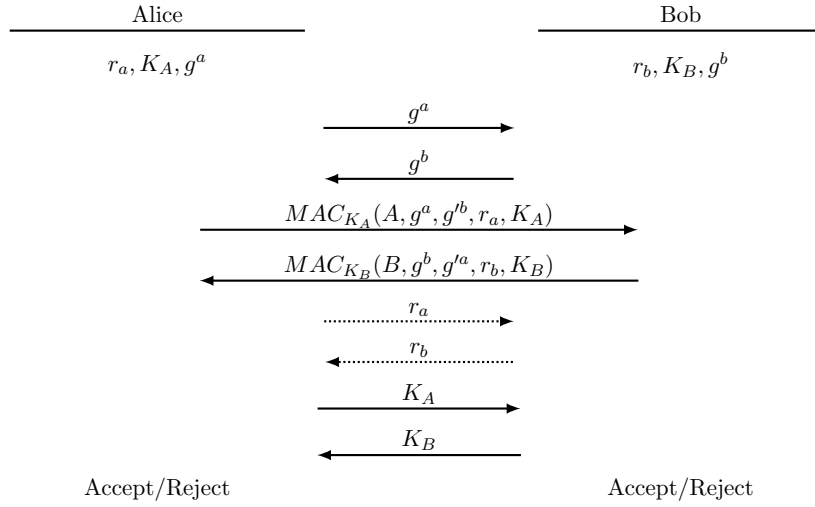 Alice Bob
r_a, K_A, g^a r_b, K_B, g^b
g^a
g^b
MAC_{K_A}(A, g^a, g'^b, r_a, K_A)
MAC_{K_B}(B, g^b, g'^a, r_b, K_B)
r_a
r_b
K_A
K_B
Accept/Reject Accept/Reject